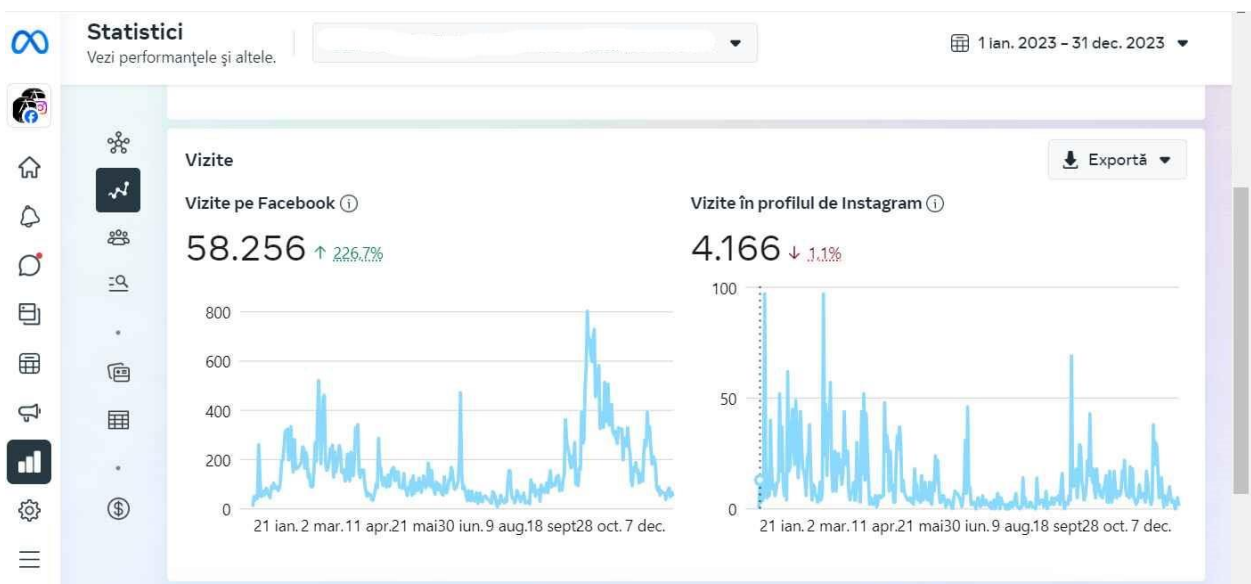 Statistici
Vezi performanțele și altele.
1 ian. 2023 – 31 dec. 2023
Vizite
Exportă
Vizite pe Facebook
58.256 ↑ 226,7%
800
600
400
200
0
21 ian. 2 mar. 11 apr. 21 mai 30 iun. 9 aug. 18 sept 28 oct. 7 dec.
Vizite în profilul de Instagram
4.166 ↓ 1,1%
100
50
0
21 ian. 2 mar. 11 apr. 21 mai 30 iun. 9 aug. 18 sept 28 oct. 7 dec.